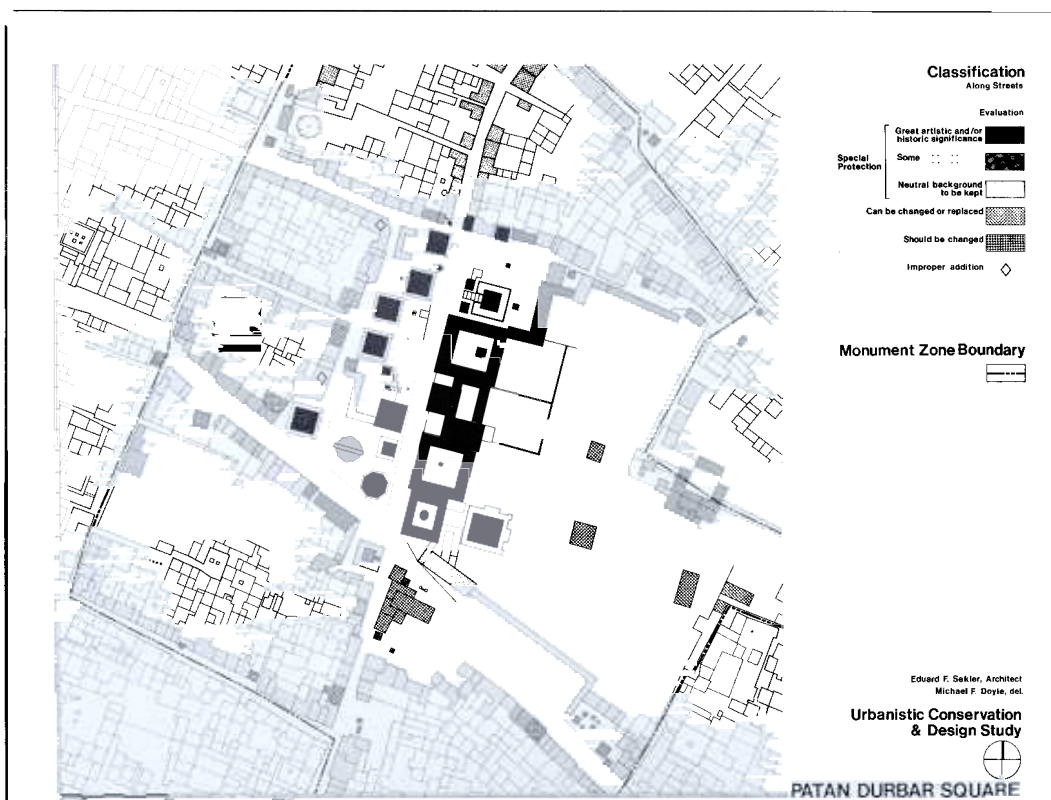 Classification
Along Streets
Evaluation
Great artistic and/or
historic significance
Special
Protection
Some
Neutral background
to be kept
Can be changed or replaced
Should be changed
Improper addition
Monument Zone Boundary
Eduard F. Sekler, Architect
Michael F. Doyle, del.
Urbanistic Conservation
& Design Study
PATAN DURBAR SQUARE